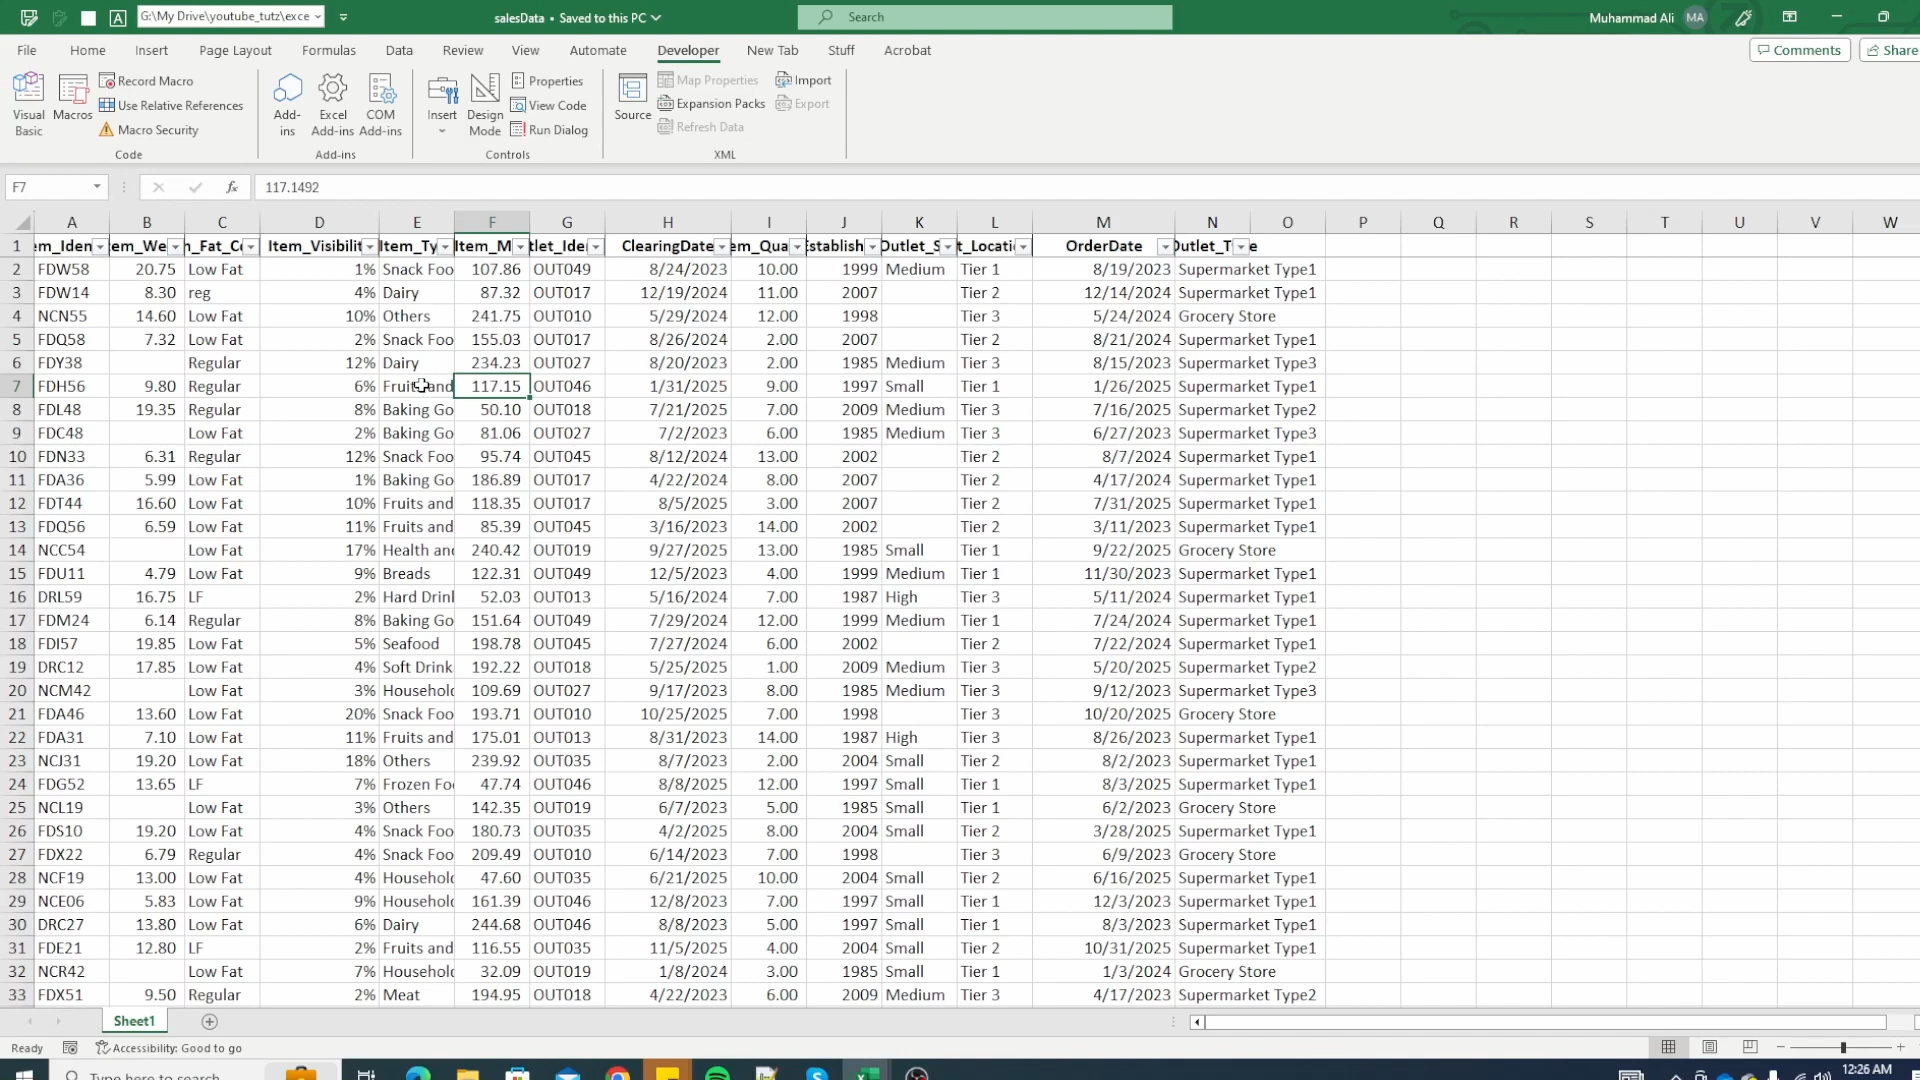 G:\My Drive\youtube_tutz\exce
salesData • Saved to this PC
Search
Muhammad Ali MA
File Home Insert Page Layout Formulas Data Review View Automate Developer New Tab Stuff Acrobat Comments Share
Visual Basic
Macros
Record Macro
Use Relative References
Macro Security
Code
Add-ins
Excel Add-ins
COM Add-ins
Add-ins
Insert
Design Mode
Properties
View Code
Run Dialog
Controls
Source
Map Properties
Expansion Packs
Refresh Data
Import
Export
XML
F7 fx 117.1492
A B C D E F G H I J K L M N O P Q R S T U V W
1 em_Iden em_We n_Fat_C Item_Visibilit Item_Ty Item_M tlet_Ide ClearingDate em_Qua Establish Outlet_S t_Locati OrderDate Outlet_T e
2 FDW58 20.75 Low Fat 1% Snack Foo 107.86 OUT049 8/24/2023 10.00 1999 Medium Tier 1 8/19/2023 Supermarket Type1
3 FDW14 8.30 reg 4% Dairy 87.32 OUT017 12/19/2024 11.00 2007 Tier 2 12/14/2024 Supermarket Type1
4 NCN55 14.60 Low Fat 10% Others 241.75 OUT010 5/29/2024 12.00 1998 Tier 3 5/24/2024 Grocery Store
5 FDQ58 7.32 Low Fat 2% Snack Foo 155.03 OUT017 8/26/2024 2.00 2007 Tier 2 8/21/2024 Supermarket Type1
6 FDY38 Regular 12% Dairy 234.23 OUT027 8/20/2023 2.00 1985 Medium Tier 3 8/15/2023 Supermarket Type3
7 FDH56 9.80 Regular 6% Fruits and 117.15 OUT046 1/31/2025 9.00 1997 Small Tier 1 1/26/2025 Supermarket Type1
8 FDL48 19.35 Regular 8% Baking Go 50.10 OUT018 7/21/2025 7.00 2009 Medium Tier 3 7/16/2025 Supermarket Type2
9 FDC48 Low Fat 2% Baking Go 81.06 OUT027 7/2/2023 6.00 1985 Medium Tier 3 6/27/2023 Supermarket Type3
10 FDN33 6.31 Regular 12% Snack Foo 95.74 OUT045 8/12/2024 13.00 2002 Tier 2 8/7/2024 Supermarket Type1
11 FDA36 5.99 Low Fat 1% Baking Go 186.89 OUT017 4/22/2024 8.00 2007 Tier 2 4/17/2024 Supermarket Type1
12 FDT44 16.60 Low Fat 10% Fruits and 118.35 OUT017 8/5/2025 3.00 2007 Tier 2 7/31/2025 Supermarket Type1
13 FDQ56 6.59 Low Fat 11% Fruits and 85.39 OUT045 3/16/2023 14.00 2002 Tier 2 3/11/2023 Supermarket Type1
14 NCC54 Low Fat 17% Health and 240.42 OUT019 9/27/2025 13.00 1985 Small Tier 1 9/22/2025 Grocery Store
15 FDU11 4.79 Low Fat 9% Breads 122.31 OUT049 12/5/2023 4.00 1999 Medium Tier 1 11/30/2023 Supermarket Type1
16 DRL59 16.75 LF 2% Hard Drinl 52.03 OUT013 5/16/2024 7.00 1987 High Tier 3 5/11/2024 Supermarket Type1
17 FDM24 6.14 Regular 8% Baking Go 151.64 OUT049 7/29/2024 12.00 1999 Medium Tier 1 7/24/2024 Supermarket Type1
18 FDI57 19.85 Low Fat 5% Seafood 198.78 OUT045 7/27/2024 6.00 2002 Tier 2 7/22/2024 Supermarket Type1
19 DRC12 17.85 Low Fat 4% Soft Drink 192.22 OUT018 5/25/2025 1.00 2009 Medium Tier 3 5/20/2025 Supermarket Type2
20 NCM42 Low Fat 3% Household 109.69 OUT027 9/17/2023 8.00 1985 Medium Tier 3 9/12/2023 Supermarket Type3
21 FDA46 13.60 Low Fat 20% Snack Foo 193.71 OUT010 10/25/2025 7.00 1998 Tier 3 10/20/2025 Grocery Store
22 FDA31 7.10 Low Fat 11% Fruits and 175.01 OUT013 8/31/2023 14.00 1987 High Tier 3 8/26/2023 Supermarket Type1
23 NCJ31 19.20 Low Fat 18% Others 239.92 OUT035 8/7/2023 2.00 2004 Small Tier 2 8/2/2023 Supermarket Type1
24 FDG52 13.65 LF 7% Frozen Foo 47.74 OUT046 8/8/2025 12.00 1997 Small Tier 1 8/3/2025 Supermarket Type1
25 NCL19 Low Fat 3% Others 142.35 OUT019 6/7/2023 5.00 1985 Small Tier 1 6/2/2023 Grocery Store
26 FDS10 19.20 Low Fat 4% Snack Foo 180.73 OUT035 4/2/2025 8.00 2004 Small Tier 2 3/28/2025 Supermarket Type1
27 FDX22 6.79 Regular 4% Snack Foo 209.49 OUT010 6/14/2023 7.00 1998 Tier 3 6/9/2023 Grocery Store
28 NCF19 13.00 Low Fat 4% Household 47.60 OUT035 6/21/2025 10.00 2004 Small Tier 2 6/16/2025 Supermarket Type1
29 NCE06 5.83 Low Fat 9% Household 161.39 OUT046 12/8/2023 7.00 1997 Small Tier 1 12/3/2023 Supermarket Type1
30 DRC27 13.80 Low Fat 6% Dairy 244.68 OUT046 8/8/2023 5.00 1997 Small Tier 1 8/3/2023 Supermarket Type1
31 FDE21 12.80 LF 2% Fruits and 116.55 OUT035 11/5/2025 4.00 2004 Small Tier 2 10/31/2025 Supermarket Type1
32 NCR42 Low Fat 7% Household 32.09 OUT019 1/8/2024 3.00 1985 Small Tier 1 1/3/2024 Grocery Store
33 FDX51 9.50 Regular 2% Meat 194.95 OUT018 4/22/2023 6.00 2009 Medium Tier 3 4/17/2023 Supermarket Type2
Sheet1
Ready Accessibility: Good to go
Type here to search
12:26 AM